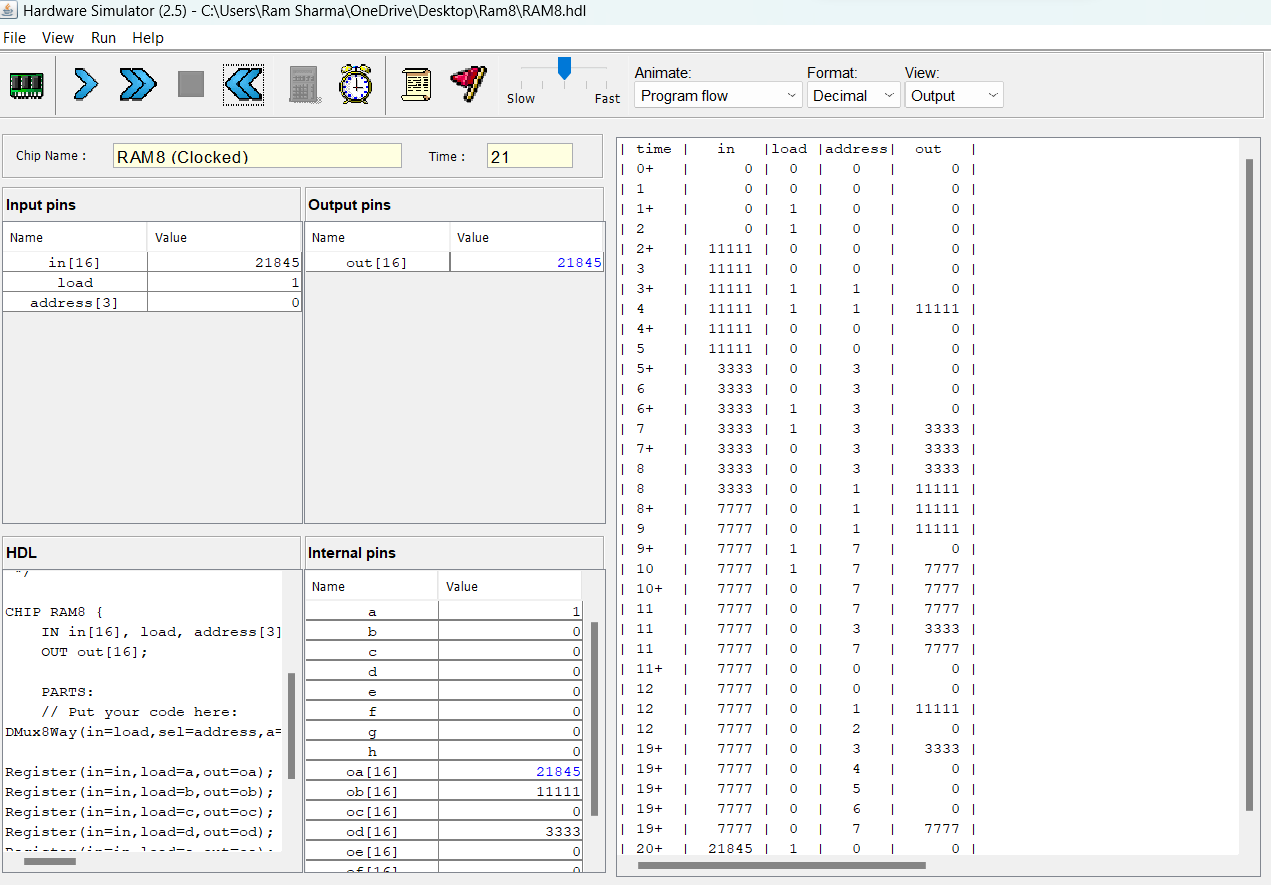 Hardware Simulator (2.5) - C:\Users\Ram Sharma\OneDrive\Desktop\Ram8\RAM8.hdl
File View Run Help
Slow Fast
Animate: Format: View:
Program flow Decimal Output
Chip Name : RAM8 (Clocked) Time : 21
Input pins
Name Value
in[16] 21845
load 1
address[3] 0
Output pins
Name Value
out[16] 21845
HDL
*/
CHIP RAM8 {
IN in[16], load, address[3]
OUT out[16];
PARTS:
// Put your code here:
DMux8Way(in=load,sel=address,a=
Register(in=in,load=a,out=oa);
Register(in=in,load=b,out=ob);
Register(in=in,load=c,out=oc);
Register(in=in,load=d,out=od);
Internal pins
Name Value
a 1
b 0
c 0
d 0
e 0
f 0
g 0
h 0
oa[16] 21845
ob[16] 11111
oc[16] 0
od[16] 3333
oe[16] 0
of[16] 0
| time | in |load |address| out |
| 0+ | 0 | 0 | 0 | 0 |
| 1 | 0 | 0 | 0 | 0 |
| 1+ | 0 | 1 | 0 | 0 |
| 2 | 0 | 1 | 0 | 0 |
| 2+ | 11111 | 0 | 0 | 0 |
| 3 | 11111 | 0 | 0 | 0 |
| 3+ | 11111 | 1 | 1 | 0 |
| 4 | 11111 | 1 | 1 | 11111 |
| 4+ | 11111 | 0 | 0 | 0 |
| 5 | 11111 | 0 | 0 | 0 |
| 5+ | 3333 | 0 | 3 | 0 |
| 6 | 3333 | 0 | 3 | 0 |
| 6+ | 3333 | 1 | 3 | 0 |
| 7 | 3333 | 1 | 3 | 3333 |
| 7+ | 3333 | 0 | 3 | 3333 |
| 8 | 3333 | 0 | 3 | 3333 |
| 8 | 3333 | 0 | 1 | 11111 |
| 8+ | 7777 | 0 | 1 | 11111 |
| 9 | 7777 | 0 | 1 | 11111 |
| 9+ | 7777 | 1 | 7 | 0 |
| 10 | 7777 | 1 | 7 | 7777 |
| 10+ | 7777 | 0 | 7 | 7777 |
| 11 | 7777 | 0 | 7 | 7777 |
| 11 | 7777 | 0 | 3 | 3333 |
| 11 | 7777 | 0 | 7 | 7777 |
| 11+ | 7777 | 0 | 0 | 0 |
| 12 | 7777 | 0 | 0 | 0 |
| 12 | 7777 | 0 | 1 | 11111 |
| 12 | 7777 | 0 | 2 | 0 |
| 19+ | 7777 | 0 | 3 | 3333 |
| 19+ | 7777 | 0 | 4 | 0 |
| 19+ | 7777 | 0 | 5 | 0 |
| 19+ | 7777 | 0 | 6 | 0 |
| 19+ | 7777 | 0 | 7 | 7777 |
| 20+ | 21845 | 1 | 0 | 0 |